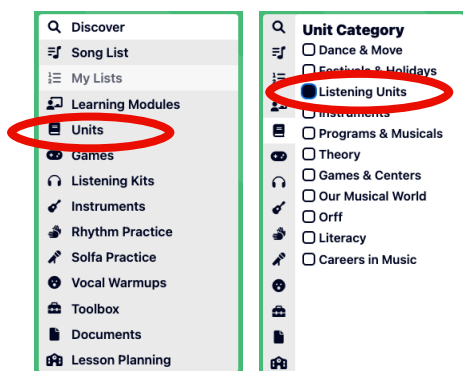 Discover
Song List
My Lists
Learning Modules
Units
Games
Listening Kits
Instruments
Rhythm Practice
Solfa Practice
Vocal Warmups
Toolbox
Documents
Lesson Planning
Unit Category
Dance & Move
Festivals & Holidays
Listening Units
Instruments
Programs & Musicals
Theory
Games & Centers
Our Musical World
Orff
Literacy
Careers in Music